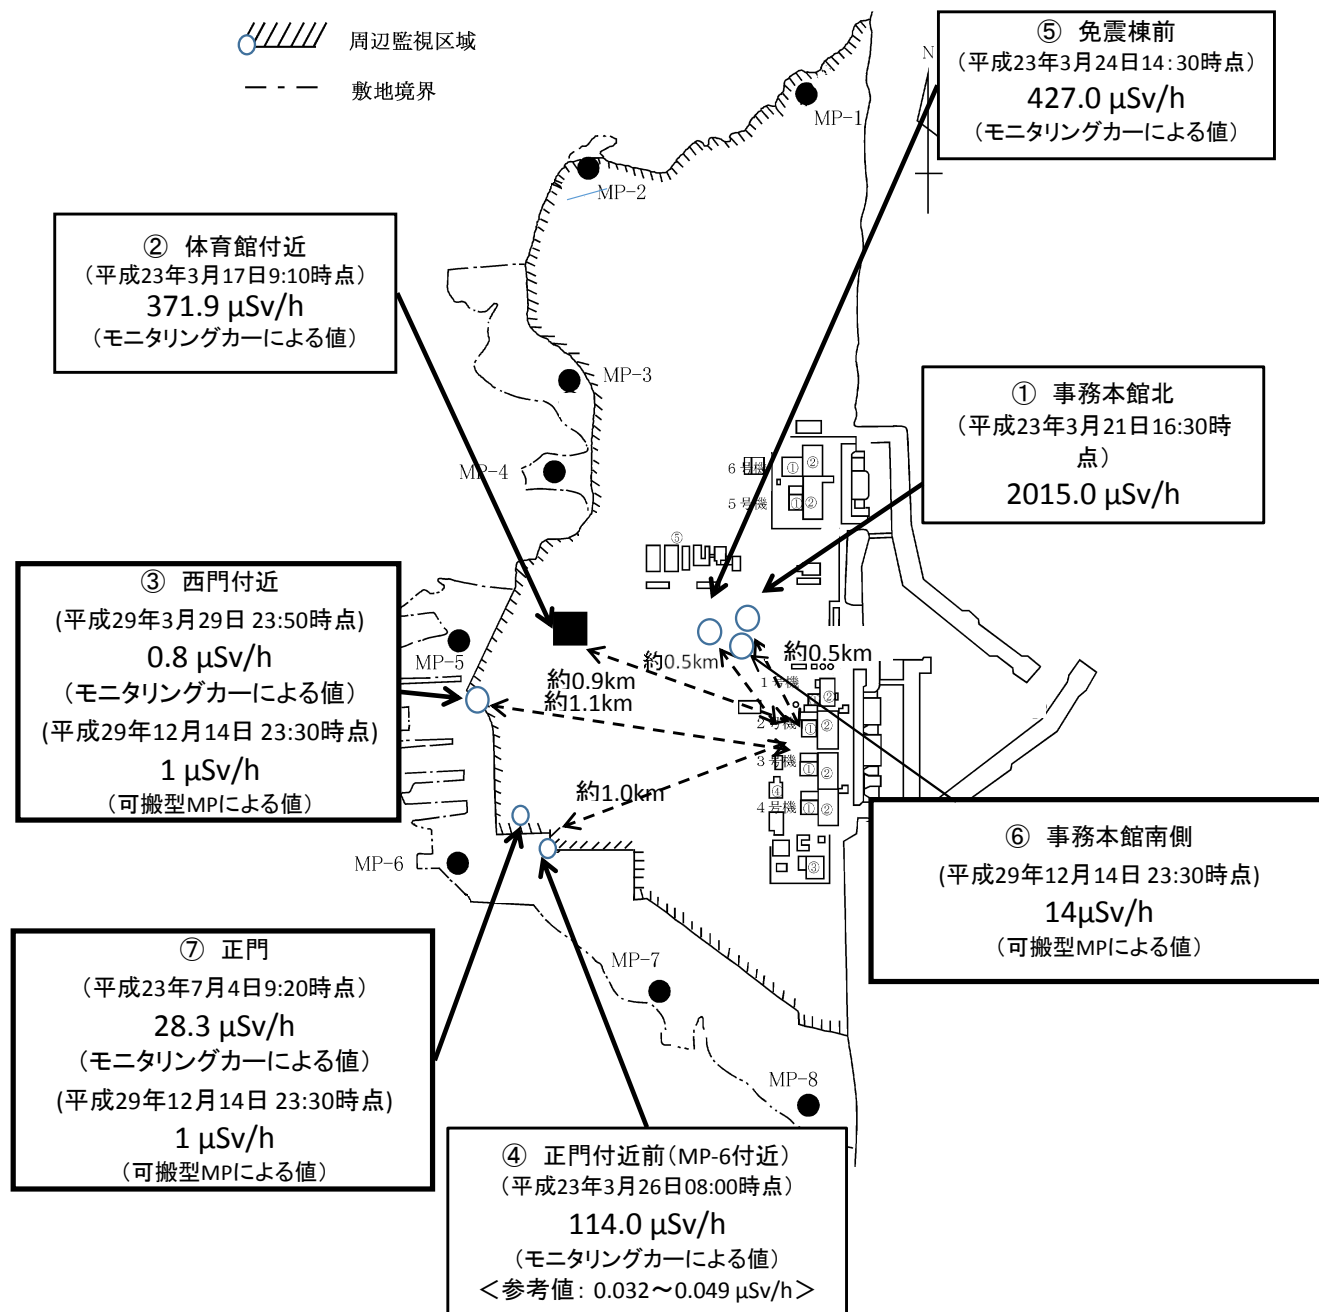 周辺監視区域
敷地境界
⑤ 免震棟前
(平成23年3月24日14:30時点)
427.0 μSv/h
(モニタリングカーによる値)
N
MP-1
MP-2
② 体育館付近
(平成23年3月17日9:10時点)
371.9 μSv/h
(モニタリングカーによる値)
MP-3
① 事務本館北
(平成23年3月21日16:30時
点)
2015.0 μSv/h
MP-4
6号機
① ②
5号機
① ②
⑤
③ 西門付近
(平成29年3月29日 23:50時点)
0.8 μSv/h
(モニタリングカーによる値)
(平成29年12月14日 23:30時点)
1 μSv/h
(可搬型MPによる値)
MP-5
約0.5km
約0.5km
約0.9km
約1.1km
1号機
②
2号機
① ②
3号機
① ②
④
約1.0km
4号機
① ②
③
MP-6
⑥ 事務本館南側
(平成29年12月14日 23:30時点)
14μSv/h
(可搬型MPによる値)
⑦ 正門
(平成23年7月4日9:20時点)
28.3 μSv/h
(モニタリングカーによる値)
(平成29年12月14日 23:30時点)
1 μSv/h
(可搬型MPによる値)
MP-7
MP-8
④ 正門付近前(MP-6付近)
(平成23年3月26日08:00時点)
114.0 μSv/h
(モニタリングカーによる値)
<参考値: 0.032～0.049 μSv/h>